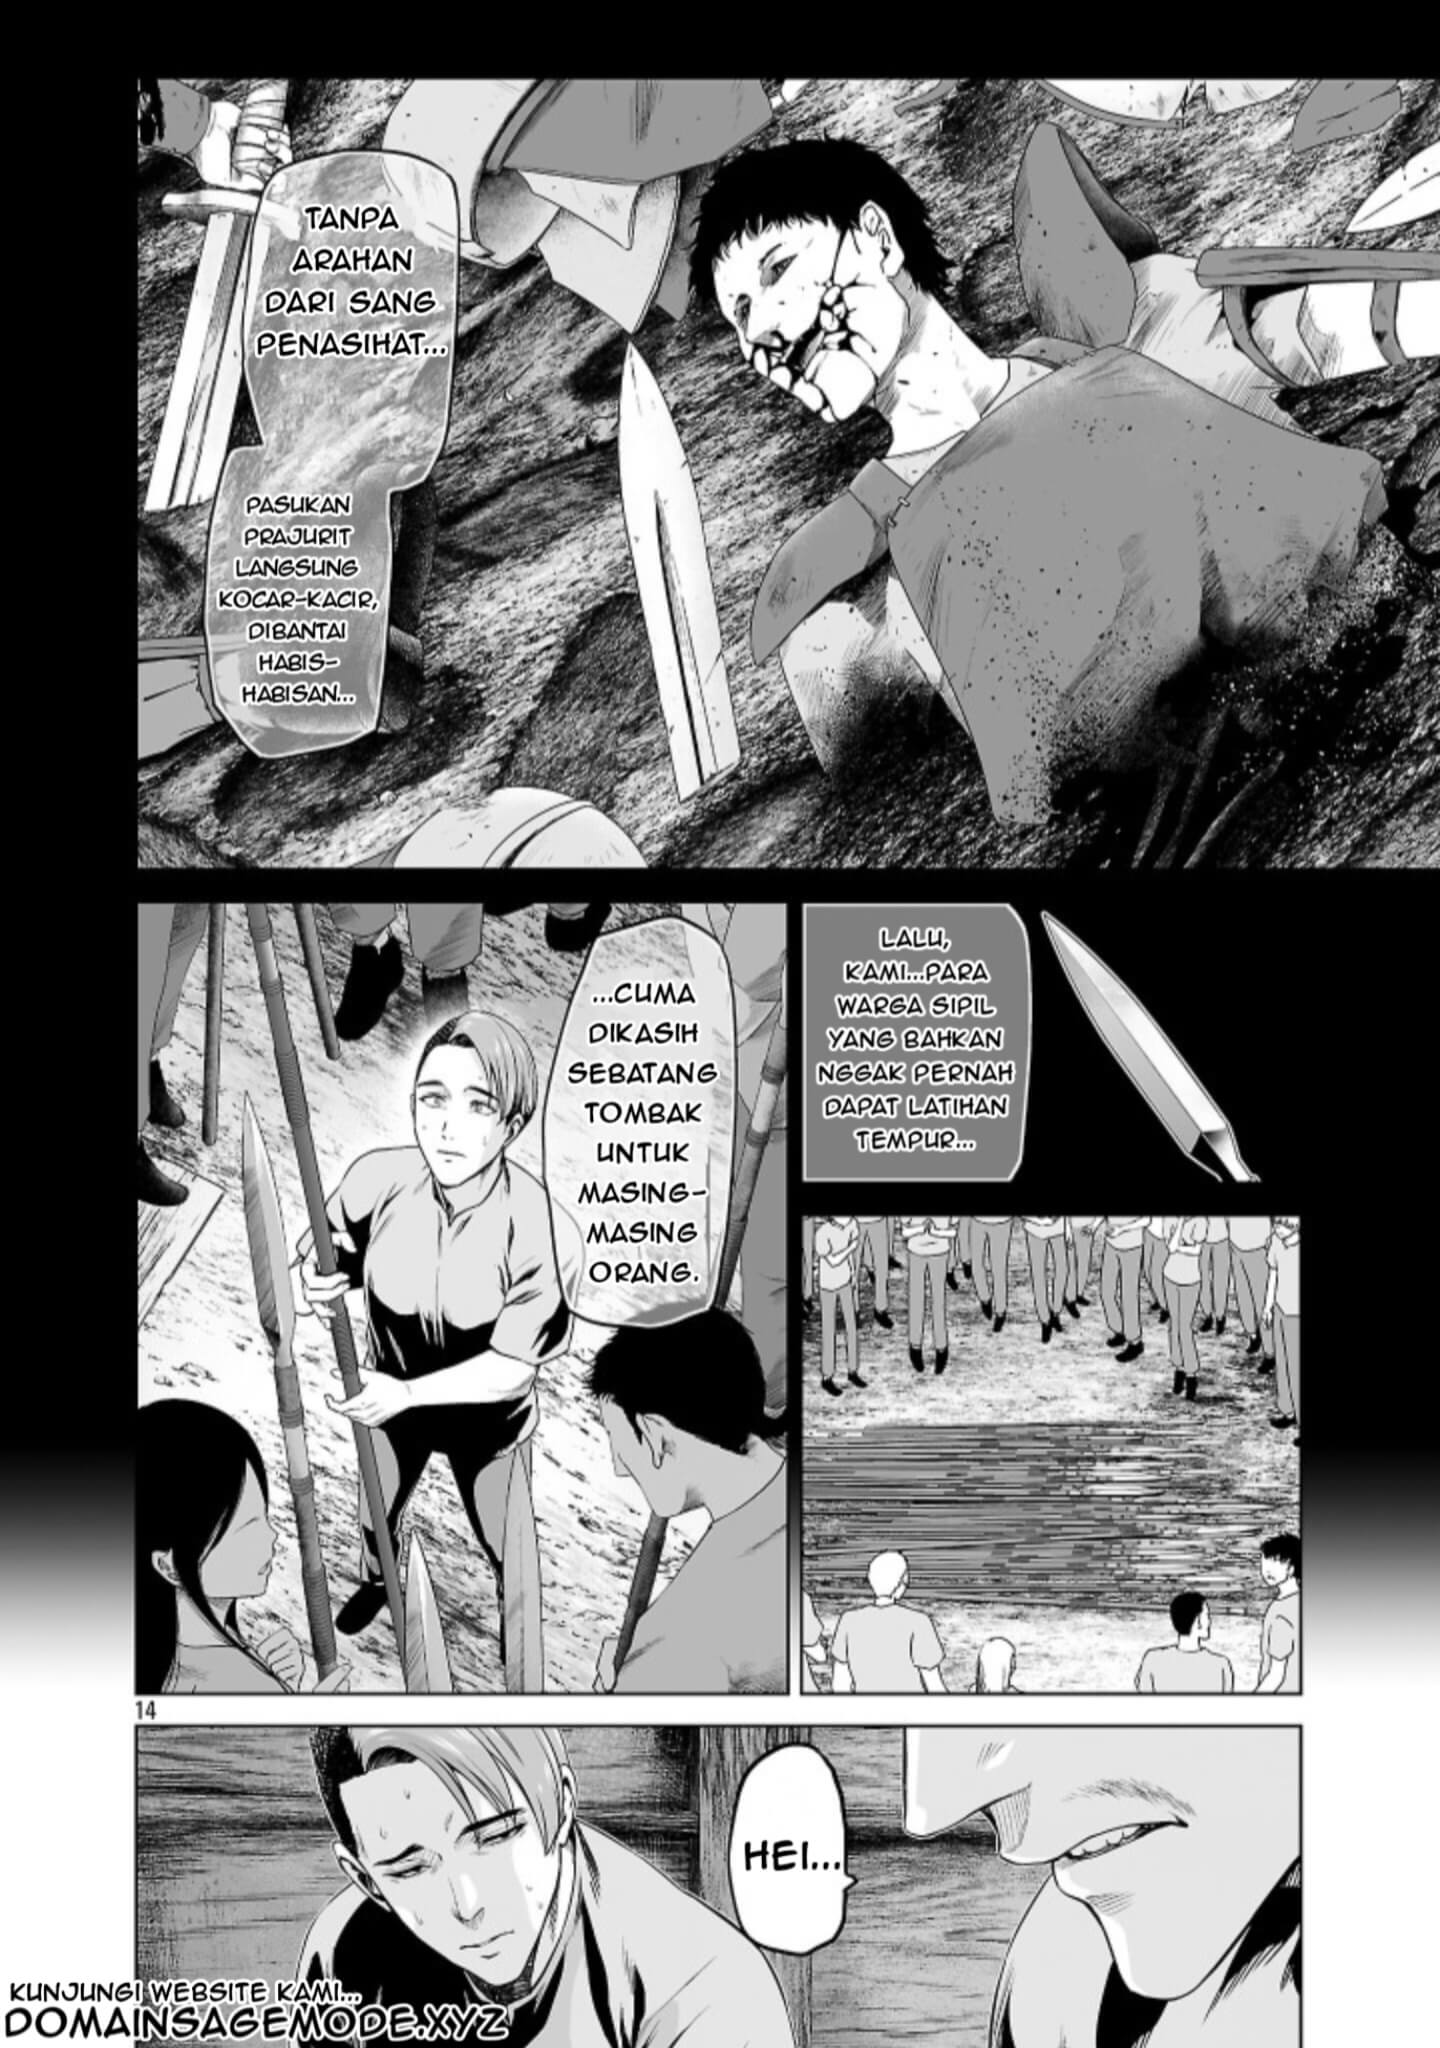 TANPA
ARAHAN
DARI SANG
PENASIHAT...
PASUKAN
PRAJURIT
LANGSUNG
KOCAR-KACIR,
DIBANTAI
HABIS-
HABISAN...
LALU,
KAMI...PARA
WARGA SIPIL
YANG BAHKAN
NGGAK PERNAH
DAPAT LATIHAN
TEMPUR...
...CUMA
DIKASIH
SEBATANG
TOMBAK
UNTUK
MASING-
MASING
ORANG.
14
HEI...
KUNJUNGI WEBSITE KAMI...
DOMAINSAGEMODE.XYZ